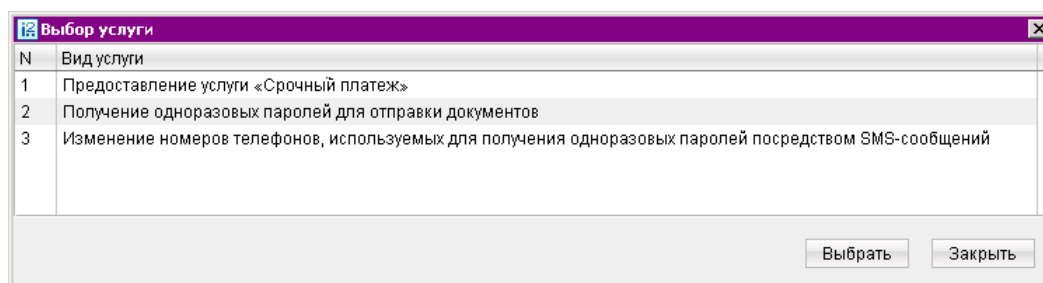 Выбор услуги
N Вид услуги
1 Предоставление услуги «Срочный платеж»
2 Получение одноразовых паролей для отправки документов
3 Изменение номеров телефонов, используемых для получения одноразовых паролей посредством SMS-сообщений
Выбрать Закрыть